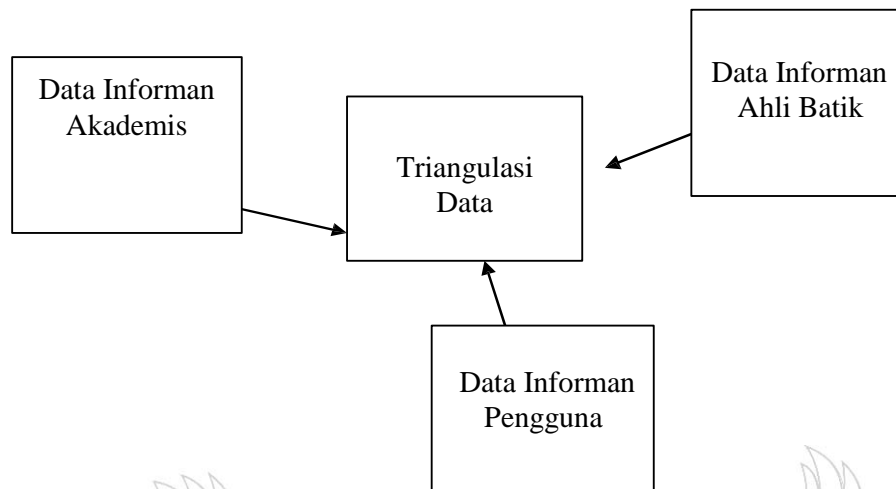 Data Informan
Akademis
Triangulasi
Data
Data Informan
Ahli Batik
Data Informan
Pengguna